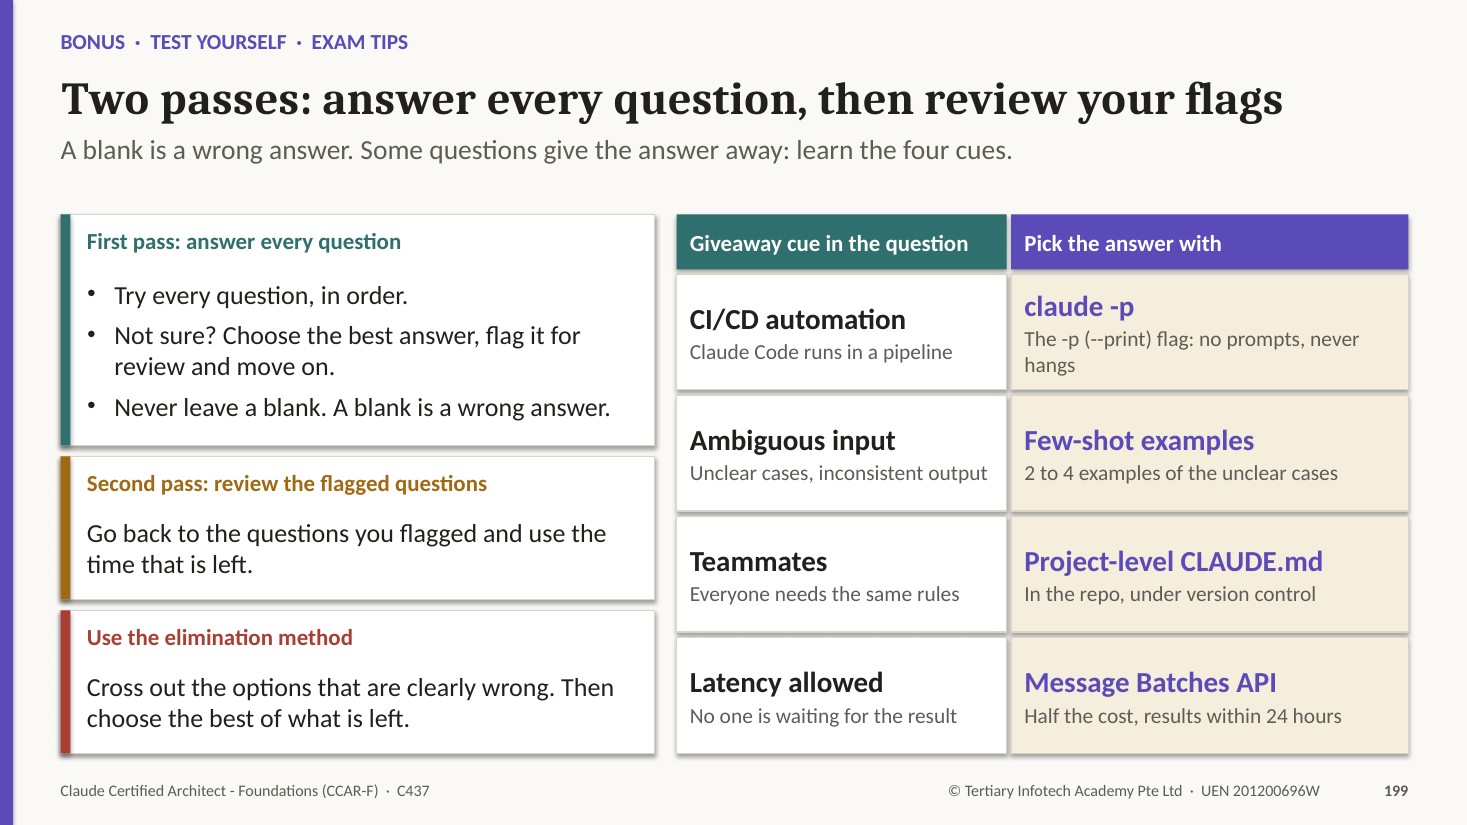 BONUS · TEST YOURSELF · EXAM TIPS
Two passes: answer every question, then review your flags
A blank is a wrong answer. Some questions give the answer away: learn the four cues.
First pass: answer every question
• Try every question, in order.
• Not sure? Choose the best answer, flag it for
review and move on.
• Never leave a blank. A blank is a wrong answer.
Second pass: review the flagged questions
Go back to the questions you flagged and use the
time that is left.
Use the elimination method
Cross out the options that are clearly wrong. Then
choose the best of what is left.
Giveaway cue in the question
Pick the answer with
CI/CD automation
Claude Code runs in a pipeline
claude -p
The -p (--print) flag: no prompts, never
hangs
Ambiguous input
Unclear cases, inconsistent output
Few-shot examples
2 to 4 examples of the unclear cases
Teammates
Everyone needs the same rules
Project-level CLAUDE.md
In the repo, under version control
Latency allowed
No one is waiting for the result
Message Batches API
Half the cost, results within 24 hours
Claude Certified Architect - Foundations (CCAR-F) · C437
© Tertiary Infotech Academy Pte Ltd · UEN 201200696W
199